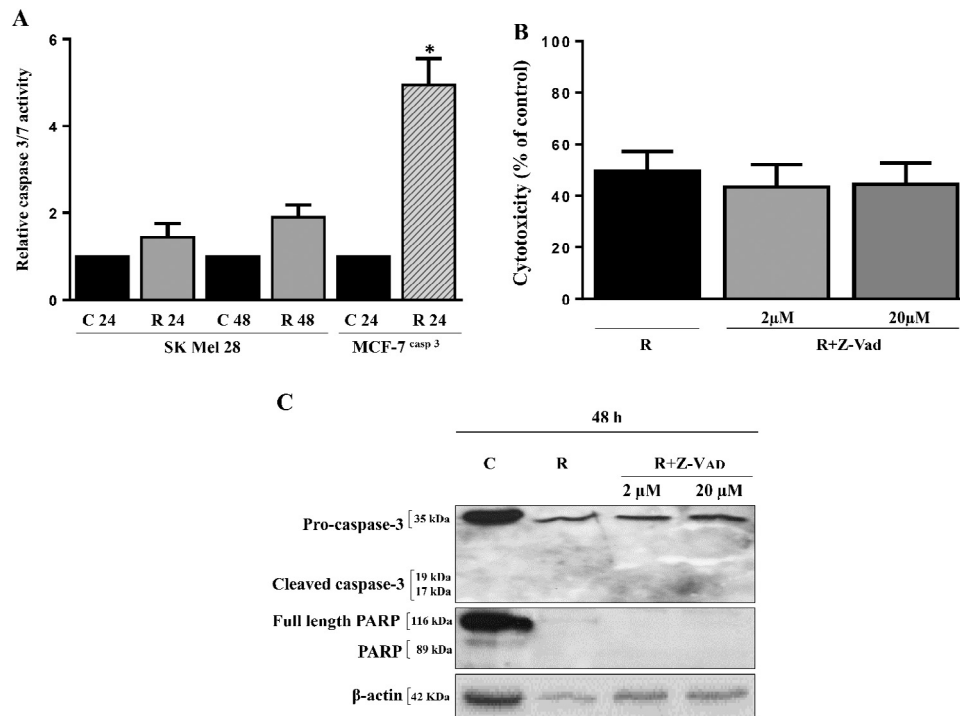 A
Relative caspase 3/7 activity
6
4
2
0
*
C 24 R 24 C 48 R 48 C 24 R 24
SK Mel 28 MCF-7 casp 3
B
Cytotoxicity (% of control)
100
80
60
40
20
0
2µM 20µM
R R+Z-Vad
C
48 h
C R R+Z-VAD
2 µM 20 µM
Pro-caspase-3 [35 kDa
Cleaved caspase-3 [19 kDa
17 kDa
Full length PARP [116 kDa
PARP [89 kDa
β-actin [42 KDa